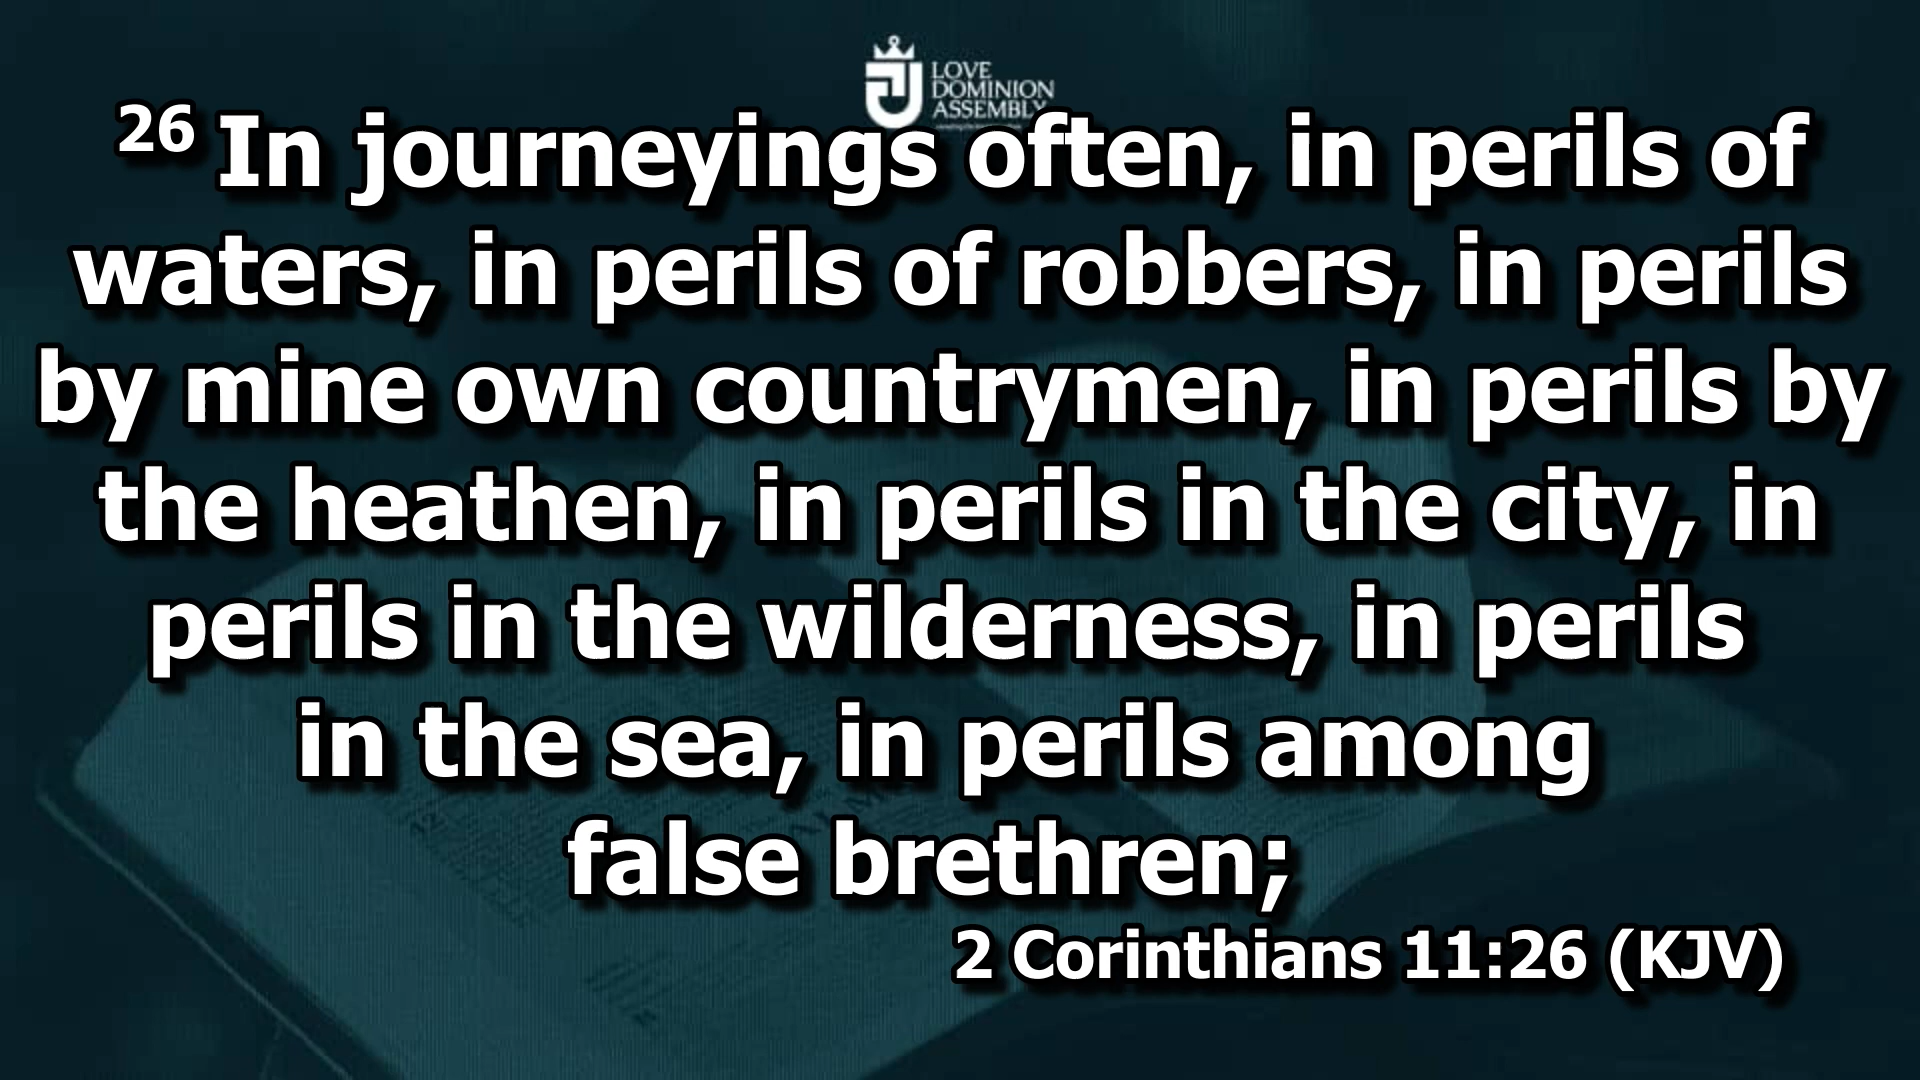 LOVE
DOMINION
ASSEMBLY
26 In journeyings often, in perils of
waters, in perils of robbers, in perils
by mine own countrymen, in perils by
the heathen, in perils in the city, in
perils in the wilderness, in perils
in the sea, in perils among
false brethren;
2 Corinthians 11:26 (KJV)